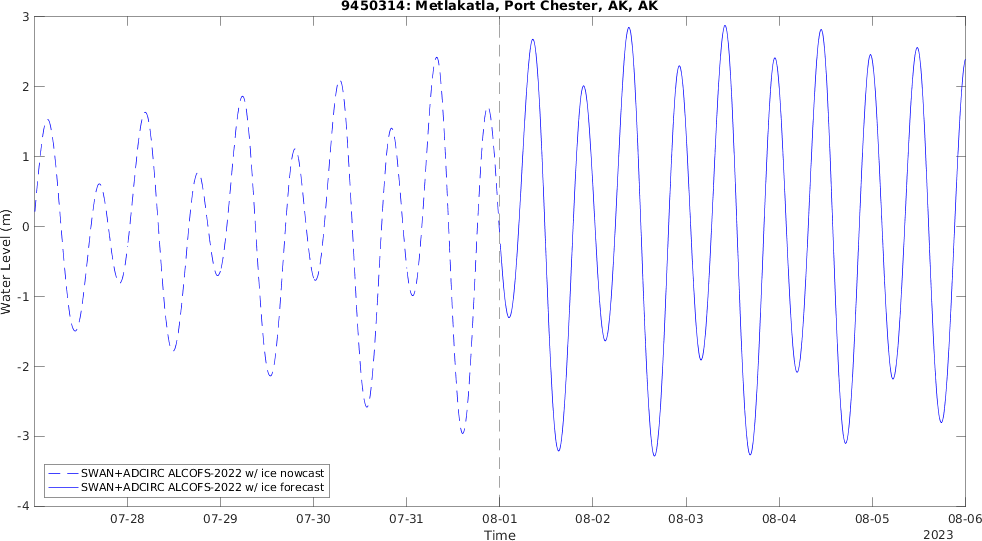 9450314: Metlakatla, Port Chester, AK, AK
3
2
1
0
-1
-2
-3
-4
Water Level (m)
SWAN+ADCIRC ALCOFS-2022 w/ ice nowcast
SWAN+ADCIRC ALCOFS-2022 w/ ice forecast
07-28 07-29 07-30 07-31 08-01 08-02 08-03 08-04 08-05 08-06
Time
2023